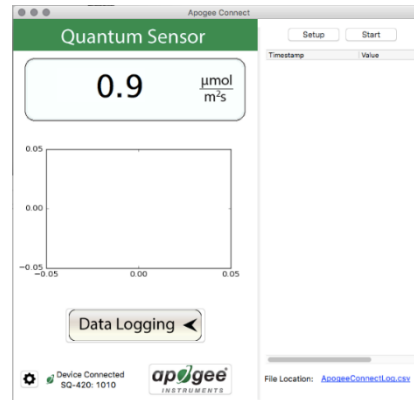 Apogee Connect
Quantum Sensor
Setup Start
Timestamp Value
0.9 µmol
m²s
0.05
0.00
−0.05
−0.05 0.00 0.05
Data Logging
Device Connected
SQ-420: 1010
apogee
INSTRUMENTS
File Location: ApogeeConnectLog.csv